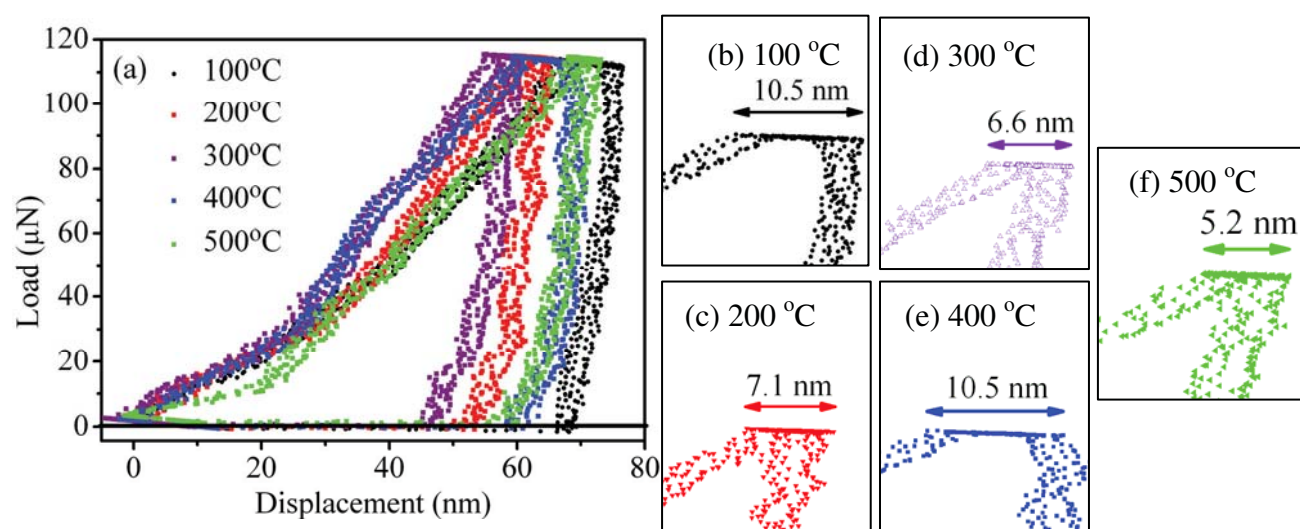 (a)
100°C
200°C
300°C
400°C
500°C
120
100
80
60
40
20
0
Load (μN)
0 20 40 60 80
Displacement (nm)
(b) 100 °C
10.5 nm
(d) 300 °C
6.6 nm
(c) 200 °C
7.1 nm
(e) 400 °C
10.5 nm
(f) 500 °C
5.2 nm